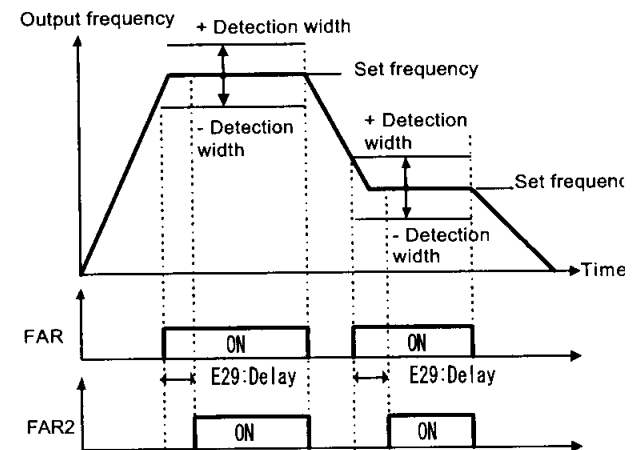 Output frequency
+ Detection width
Set frequency
- Detection
width
+ Detection
width
Set frequenc
- Detection
width
Time
FAR
ON
ON
E29:Delay
E29:Delay
FAR2
ON
ON